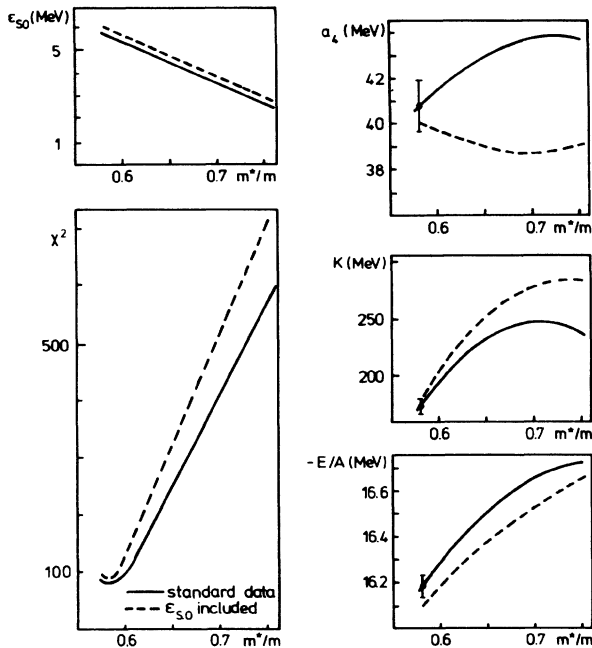 ε_SO (MeV)
5
1
0.6 0.7 m*/m
χ²
500
100
standard data
ε_S.O included
0.6 0.7 m*/m
a₄ (MeV)
42
40
38
0.6 0.7 m*/m
K (MeV)
250
200
0.6 0.7 m*/m
-E/A (MeV)
16.6
16.4
16.2
0.6 0.7 m*/m